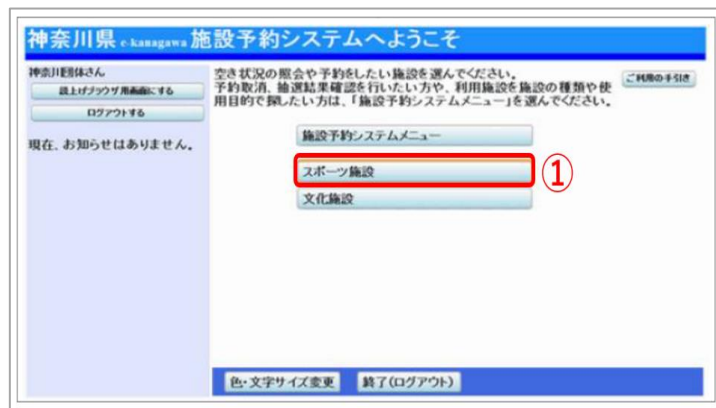 神奈川県 e-kanagawa 施設予約システムへようこそ
神奈川団体さん
読上げブラウザ用画面にする
ログアウトする
現在、お知らせはありません。
空き状況の照会や予約をしたい施設を選んでください。
予約取消、抽選結果確認を行いたい方や、利用施設を施設の種類や使
用目的で探したい方は、「施設予約システムメニュー」を選んでください。
ご利用の手引き
施設予約システムメニュー
スポーツ施設
①
文化施設
色・文字サイズ変更
終了(ログアウト)